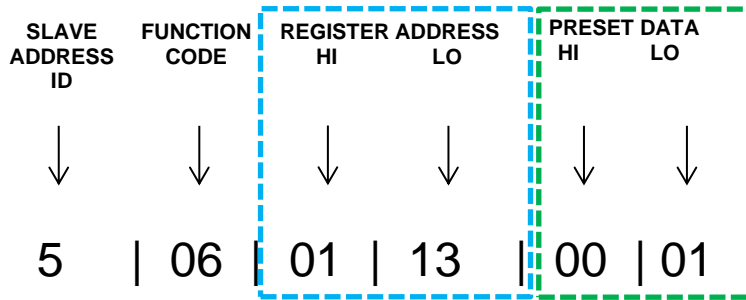 SLAVE ADDRESS ID
FUNCTION CODE
REGISTER ADDRESS
HI LO
PRESET DATA
HI LO
5 | 06 | 01 | 13 | 00 | 01